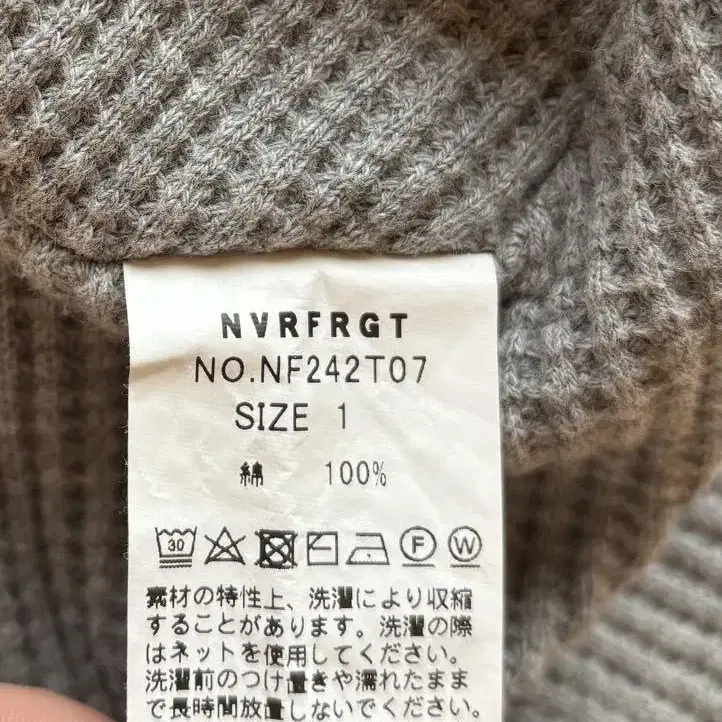 NVRFRGT
NO.NF242T07
SIZE 1
綿 100%
30 F W
素材の特性上、洗濯により収縮
することがあります。洗濯の際
はネットを使用してください。
洗濯前のつけ置きや濡れたまま
で長時間放置しないでください。